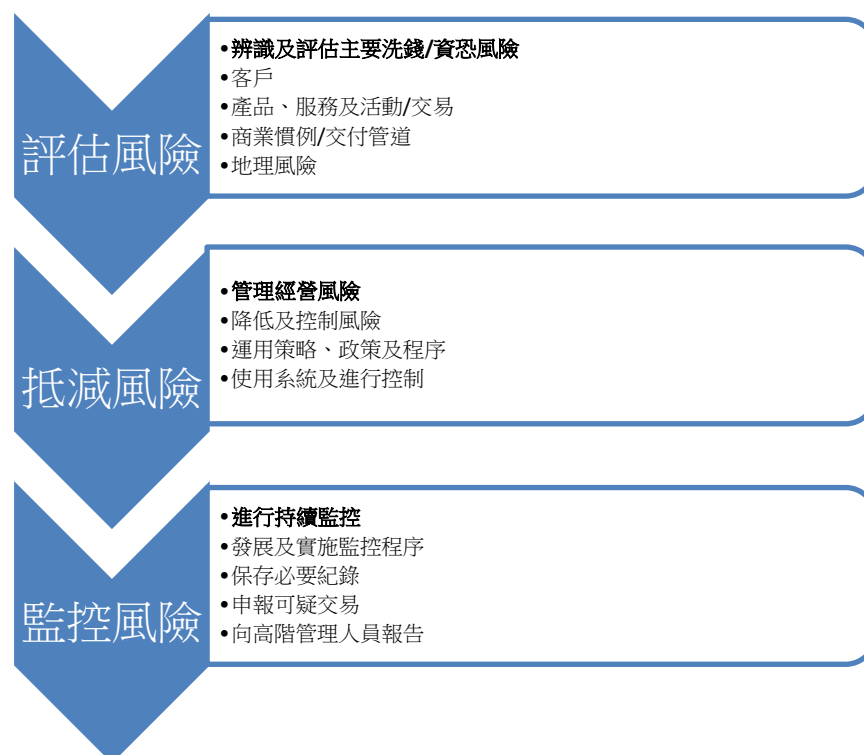 評估風險
•辨識及評估主要洗錢/資恐風險
•客戶
•產品、服務及活動/交易
•商業慣例/交付管道
•地理風險
抵減風險
•管理經營風險
•降低及控制風險
•運用策略、政策及程序
•使用系統及進行控制
監控風險
•進行持續監控
•發展及實施監控程序
•保存必要紀錄
•申報可疑交易
•向高階管理人員報告